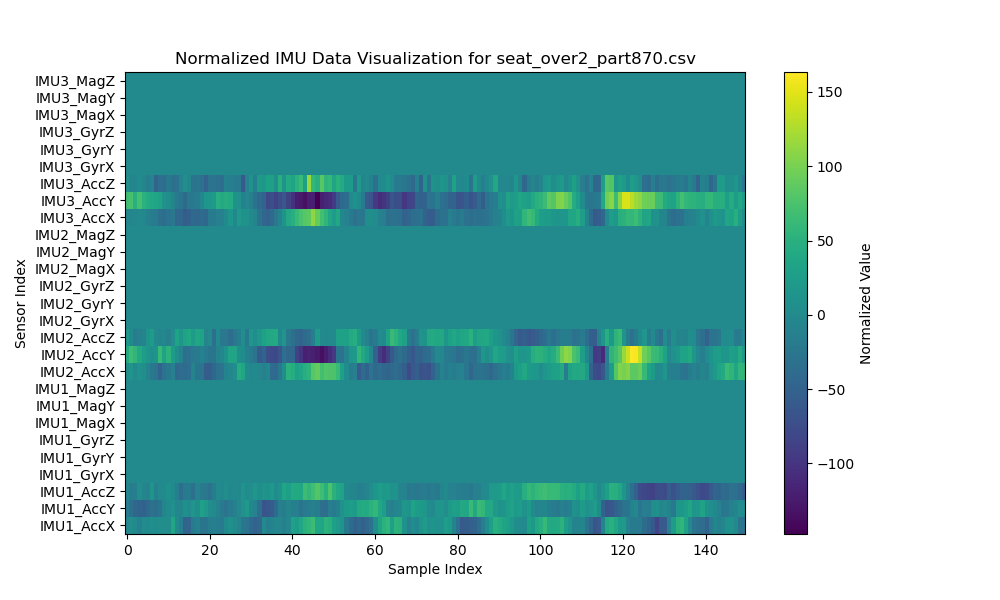 Normalized IMU Data Visualization for seat_over2_part870.csv
IMU3_MagZ
IMU3_MagY
IMU3_MagX
IMU3_GyrZ
IMU3_GyrY
IMU3_GyrX
IMU3_AccZ
IMU3_AccY
IMU3_AccX
IMU2_MagZ
IMU2_MagY
IMU2_MagX
IMU2_GyrZ
IMU2_GyrY
IMU2_GyrX
IMU2_AccZ
IMU2_AccY
IMU2_AccX
IMU1_MagZ
IMU1_MagY
IMU1_MagX
IMU1_GyrZ
IMU1_GyrY
IMU1_GyrX
IMU1_AccZ
IMU1_AccY
IMU1_AccX
Sensor Index
0 20 40 60 80 100 120 140
Sample Index
150
100
50
0
−50
−100
Normalized Value